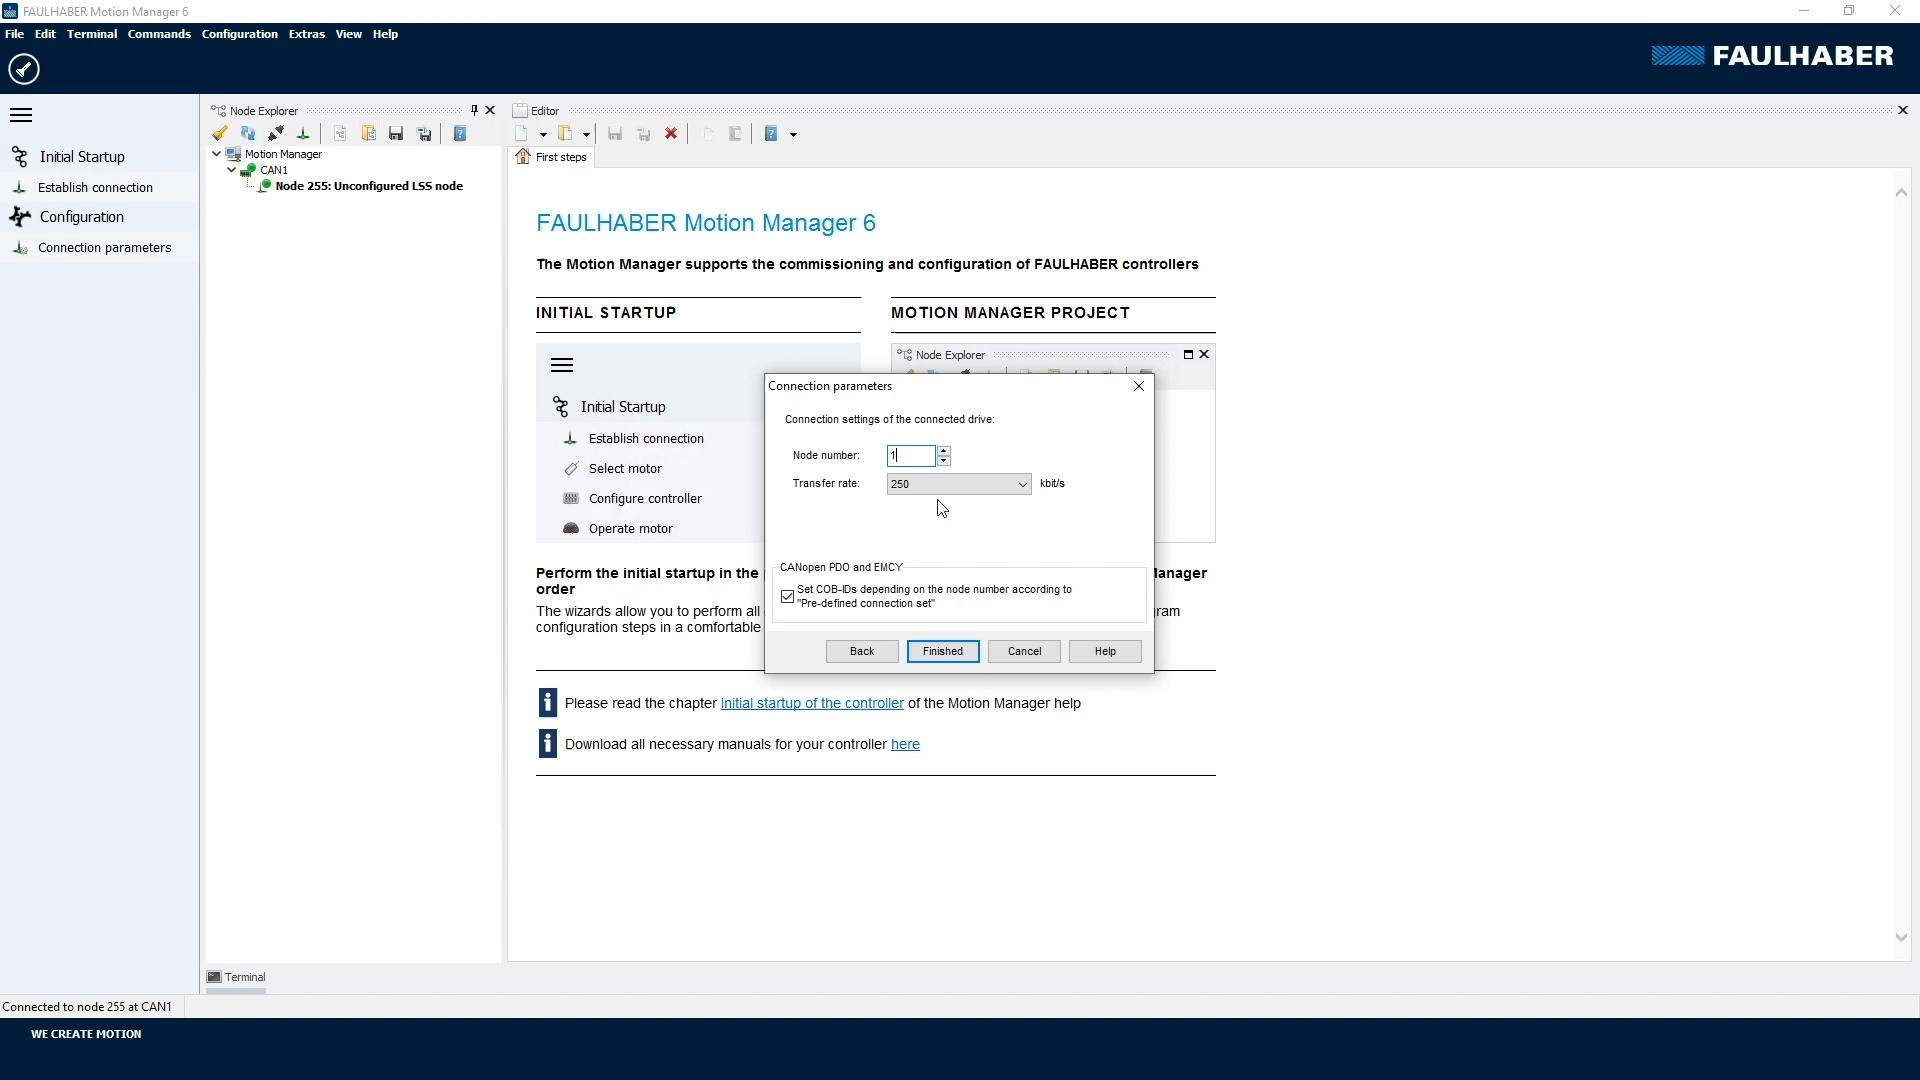 FAULHABER Motion Manager 6
File Edit Terminal Commands Configuration Extras View Help
FAULHABER
Initial Startup
Establish connection
Configuration
Connection parameters
Node Explorer
Motion Manager
CAN1
Node 255: Unconfigured LSS node
Editor
First steps
FAULHABER Motion Manager 6
The Motion Manager supports the commissioning and configuration of FAULHABER controllers
INITIAL STARTUP
MOTION MANAGER PROJECT
Initial Startup
Establish connection
Select motor
Configure controller
Operate motor
Node Explorer
Perform the initial startup in the
order
The wizards allow you to perform all
configuration steps in a comfortable
Connection parameters
Connection settings of the connected drive:
Node number: 1
Transfer rate: 250 kbit/s
CANopen PDO and EMCY
Set COB-IDs depending on the node number according to
"Pre-defined connection set"
Back Finished Cancel Help
Please read the chapter Initial startup of the controller of the Motion Manager help
Download all necessary manuals for your controller here
Terminal
Connected to node 255 at CAN1
WE CREATE MOTION